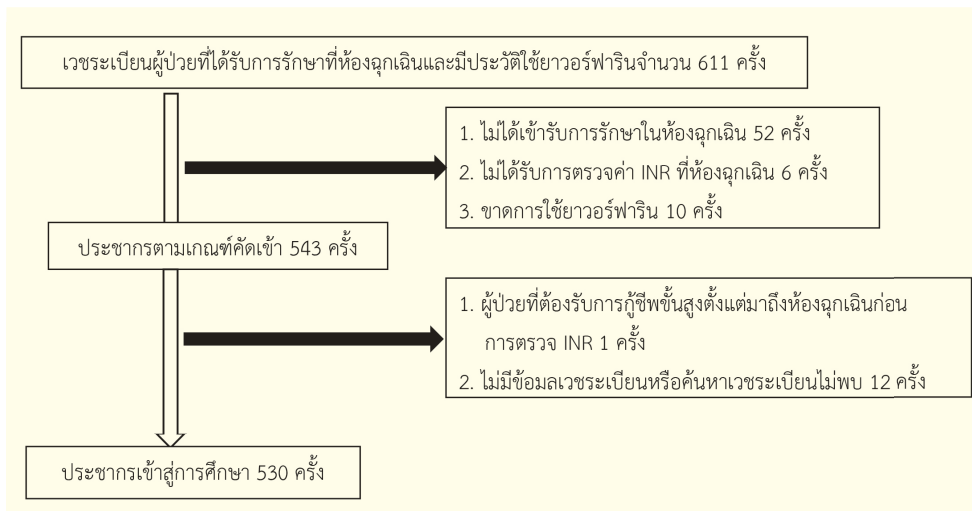 เวชระเบียนผู้ป่วยที่ได้รับการรักษาที่ห้องฉุกเฉินและมีประวัติใช้ยาวอร์ฟารินจำนวน 611 ครั้ง
1. ไม่ได้เข้ารับการรักษาในห้องฉุกเฉิน 52 ครั้ง
2. ไม่ได้รับการตรวจค่า INR ที่ห้องฉุกเฉิน 6 ครั้ง
3. ขาดการใช้ยาวอร์ฟาริน 10 ครั้ง
ประชากรตามเกณฑ์คัดเข้า 543 ครั้ง
1. ผู้ป่วยที่ต้องรับการกู้ชีพขั้นสูงตั้งแต่มาถึงห้องฉุกเฉินก่อน
การตรวจ INR 1 ครั้ง
2. ไม่มีข้อมลเวชระเบียนหรือค้นหาเวชระเบียนไม่พบ 12 ครั้ง
ประชากรเข้าสู่การศึกษา 530 ครั้ง